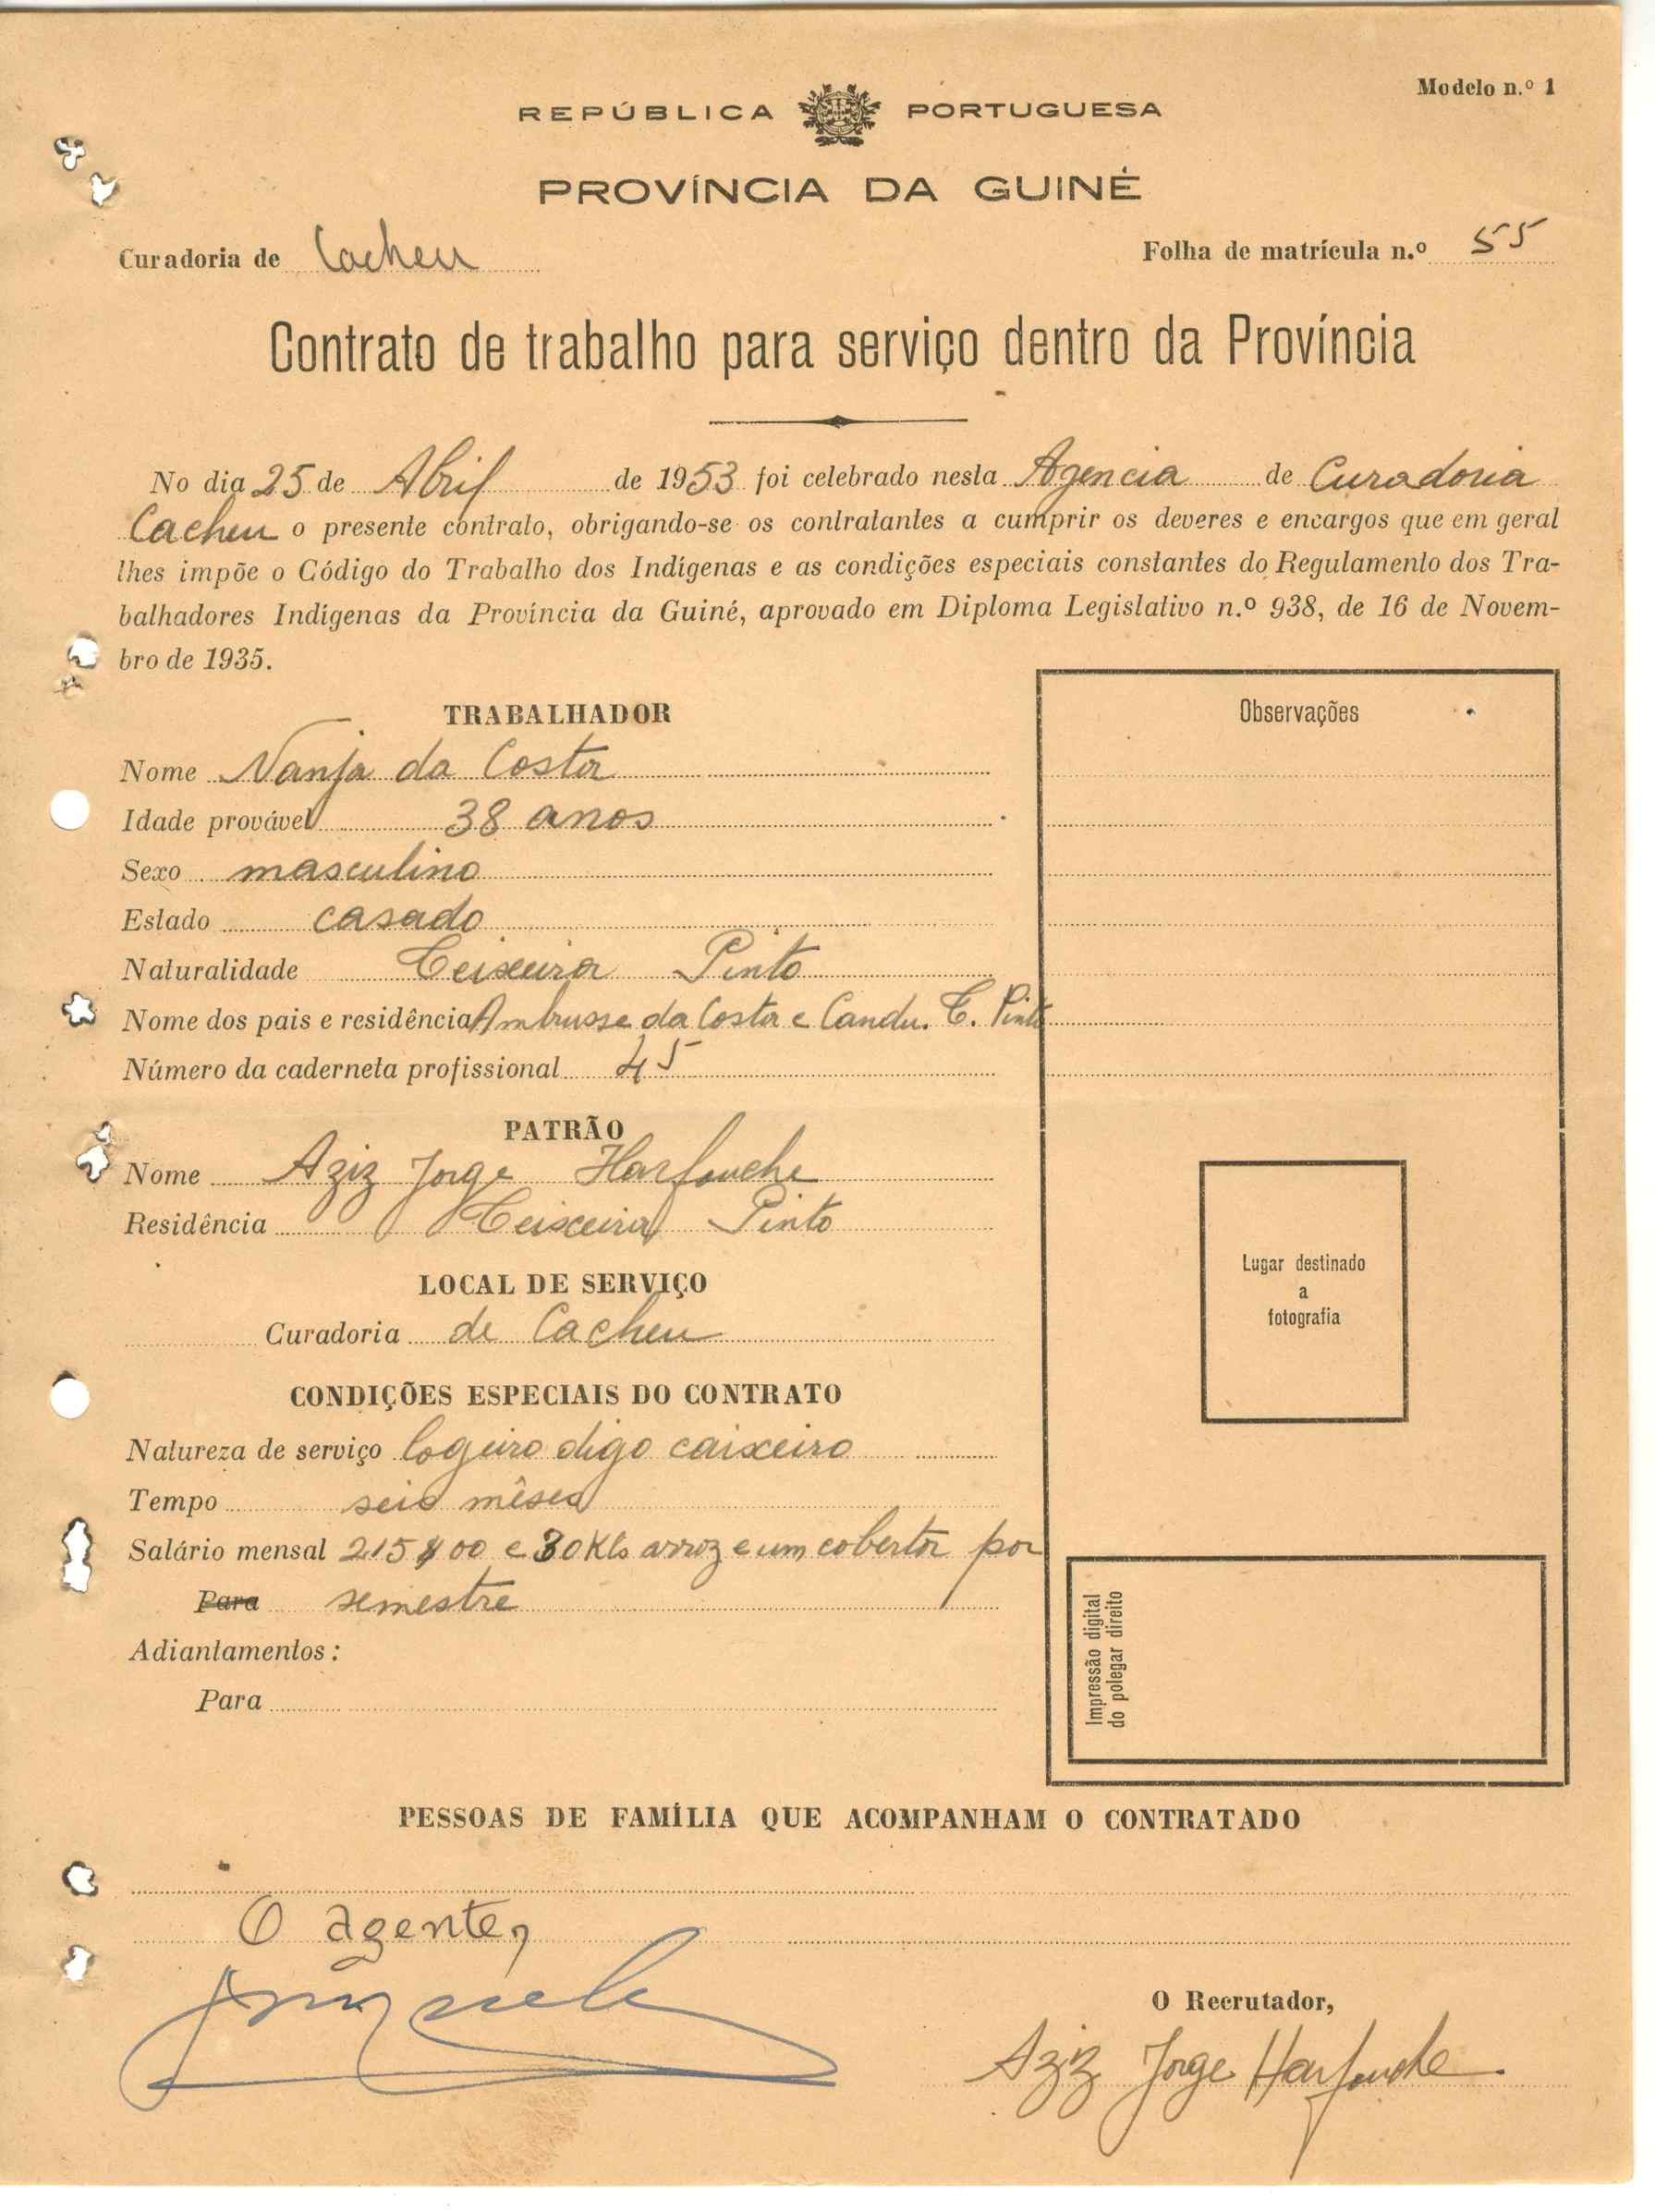 Modelo n.º 1
REPÚBLICA PORTUGUESA
PROVÍNCIA DA GUINÉ
Curadoria de Cacheu
Folha de matrícula n.º 55
Contrato de trabalho para serviço dentro da Província
No dia 25 de Abril de 1953 foi celebrado nesta Agencia de Curadoria
Cacheu o presente contrato, obrigando-se os contratantes a cumprir os deveres e encargos que em geral
lhes impõe o Código do Trabalho dos Indígenas e as condições especiais constantes do Regulamento dos Tra-
balhadores Indígenas da Província da Guiné, aprovado em Diploma Legislativo n.º 938, de 16 de Novem-
bro de 1935.
TRABALHADOR
Nome Nanja da Costa
Idade provável 38 anos
Sexo masculino
Estado casado
Naturalidade Teixeira Pinto
Nome dos pais e residência Ambrusse da Costa e Candu. T. Pinto
Número da caderneta profissional 45
PATRÃO
Nome Aziz Jorge Harfouche
Residência Teixeira Pinto
LOCAL DE SERVIÇO
Curadoria de Cacheu
CONDIÇÕES ESPECIAIS DO CONTRATO
Natureza de serviço logeiro digo caixeiro
Tempo seis mêses
Salário mensal 215$00 e 30 Kls arroz e um cobertor por
Para semestre
Adiantamentos:
Para
Observações
Lugar destinado
a
fotografia
Impressão digital
do polegar direito
PESSOAS DE FAMÍLIA QUE ACOMPANHAM O CONTRATADO
O agente,
O Recrutador,
Aziz Jorge Harfouche